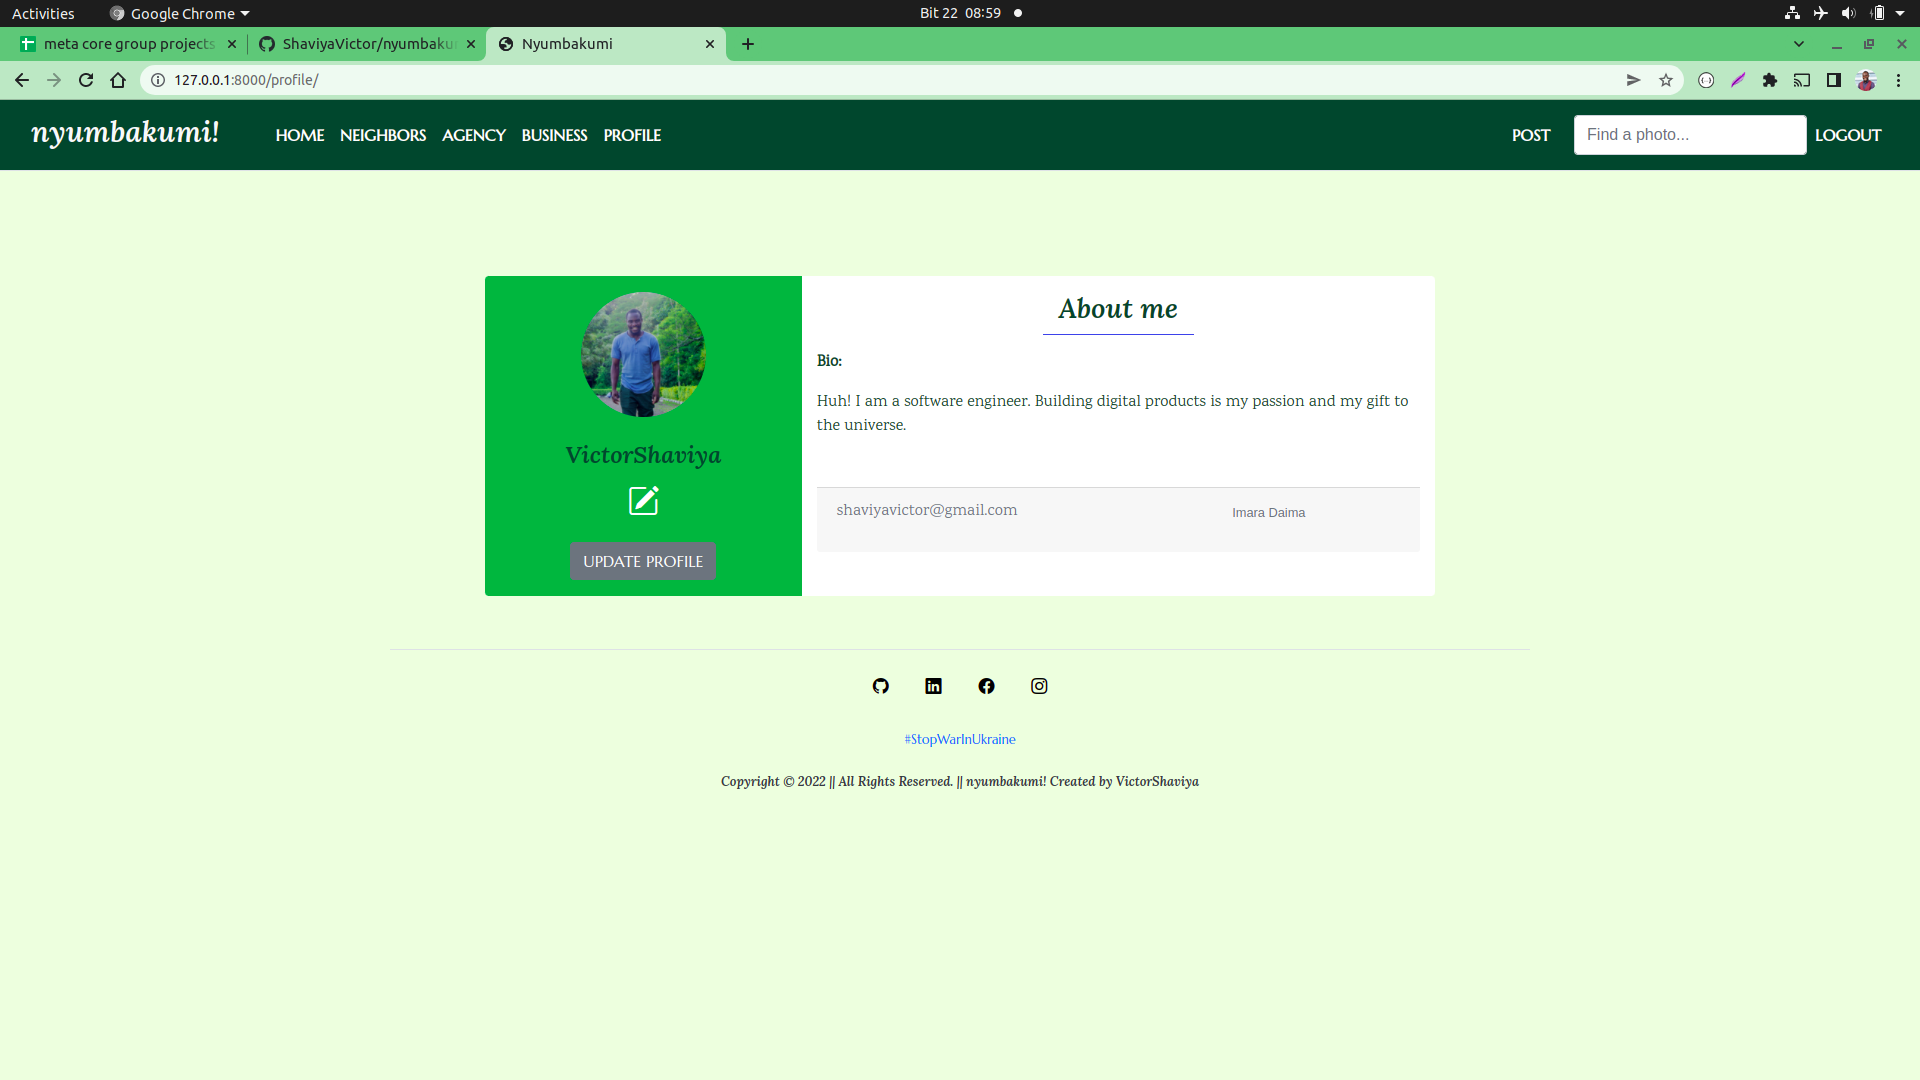 Activities
Google Chrome
Bit 22 08:59
meta core group projects
ShaviyaVictor/nyumbaku
Nyumbakumi
127.0.0.1:8000/profile/
nyumbakumi!
HOME NEIGHBORS AGENCY BUSINESS PROFILE
POST
Find a photo...
LOGOUT
VictorShaviya
UPDATE PROFILE
About me
Bio:
Huh! I am a software engineer. Building digital products is my passion and my gift to
the universe.
shaviyavictor@gmail.com
Imara Daima
#StopWarInUkraine
Copyright © 2022 || All Rights Reserved. || nyumbakumi! Created by VictorShaviya